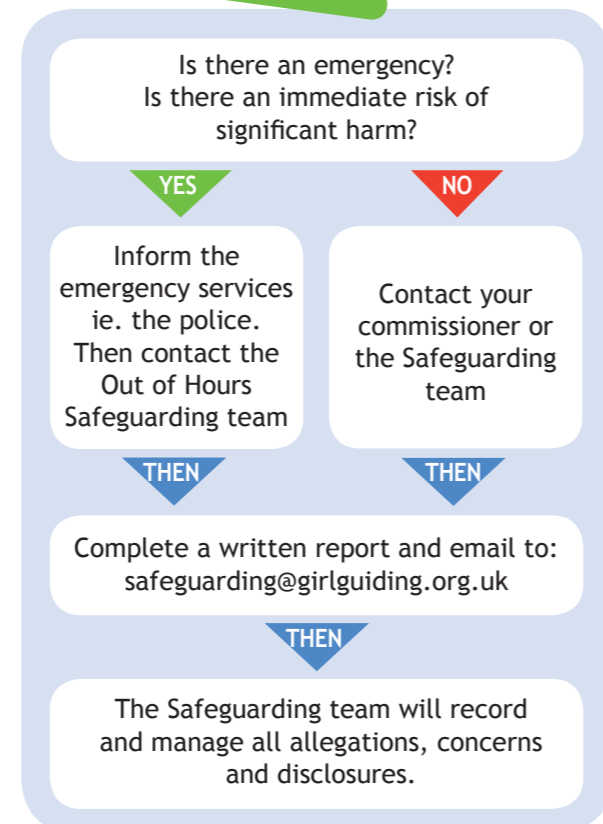 Is there an emergency?
Is there an immediate risk of
significant harm?
YES
NO
Inform the
emergency services
ie. the police.
Then contact the
Out of Hours
Safeguarding team
Contact your
commissioner or
the Safeguarding
team
THEN
THEN
Complete a written report and email to:
safeguarding@girlguiding.org.uk
THEN
The Safeguarding team will record
and manage all allegations, concerns
and disclosures.